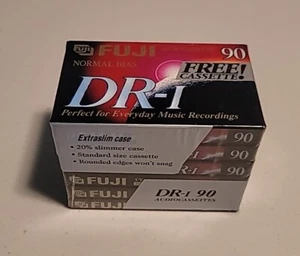 FUJI 90
NORMAL BIAS
FREE!
CASSETTE!
DR-I
Perfect for Everyday Music Recordings
Extraslim case 90
• 20% slimmer case
• Standard size cassette 90
• Rounded edges won't snag 90
FUJI DR-I 90
AUDIOCASSETTES